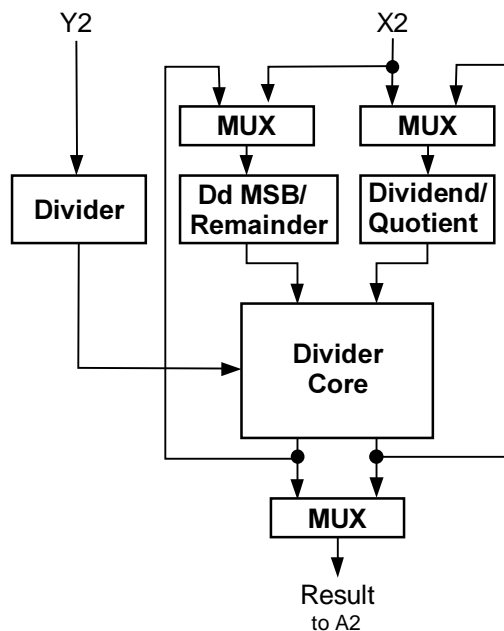 Y2
X2
MUX
MUX
Divider
Dd MSB/
Remainder
Dividend/
Quotient
Divider
Core
MUX
Result
to A2